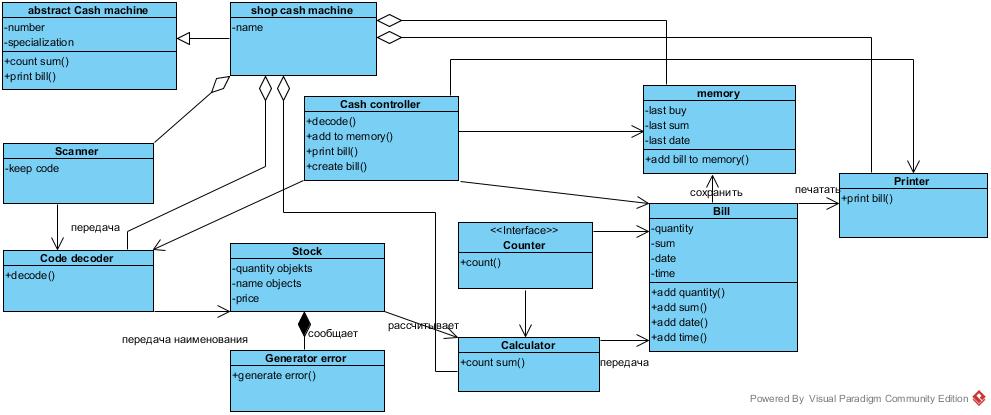 abstract Cash machine
-number
-specialization
+count sum()
+print bill()
shop cash machine
-name
Cash controller
+decode()
+add to memory()
+print bill()
+create bill()
memory
-last buy
-last sum
-last date
+add bill to memory()
Scanner
-keep code
передача
сохранить
печатать
Printer
+print bill()
Bill
-quantity
-sum
-date
-time
+add quantity()
+add sum()
+add date()
+add time()
<<Interface>>
Counter
+count()
Code decoder
+decode()
Stock
-quantity objekts
-name objects
-price
передача наименования
сообщает
рассчитывает
Calculator
+count sum()
передача
Generator error
+generate error()
Powered By Visual Paradigm Community Edition